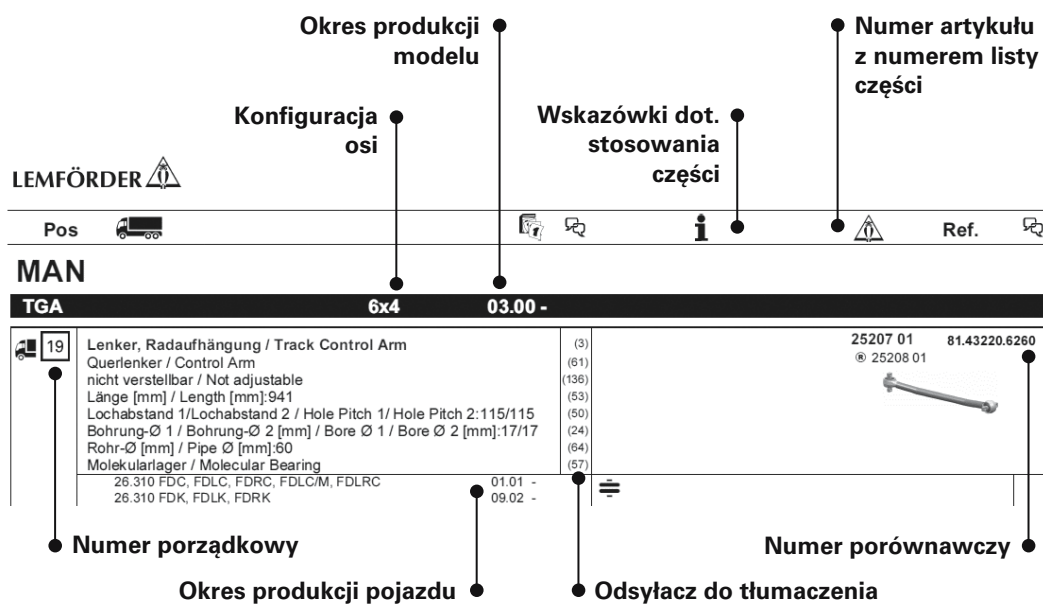 Okres produkcji
modelu
Numer artykułu
z numerem listy
części
Konfiguracja
osi
Wskazówki dot.
stosowania
części
LEMFÖRDER
Pos
i
Ref.
MAN
TGA 6x4 03.00 -
19
Lenker, Radaufhängung / Track Control Arm (3)
Querlenker / Control Arm (61)
nicht verstellbar / Not adjustable (136)
Länge [mm] / Length [mm]:941 (53)
Lochabstand 1/Lochabstand 2 / Hole Pitch 1/ Hole Pitch 2:115/115 (50)
Bohrung-Ø 1 / Bohrung-Ø 2 [mm] / Bore Ø 1 / Bore Ø 2 [mm]:17/17 (24)
Rohr-Ø [mm] / Pipe Ø [mm]:60 (64)
Molekularlager / Molecular Bearing (57)
25207 01 81.43220.6260
® 25208 01
26.310 FDC, FDLC, FDRC, FDLC/M, FDLRC 01.01 -
26.310 FDK, FDLK, FDRK 09.02 -
Numer porządkowy
Numer porównawczy
Okres produkcji pojazdu
Odsyłacz do tłumaczenia